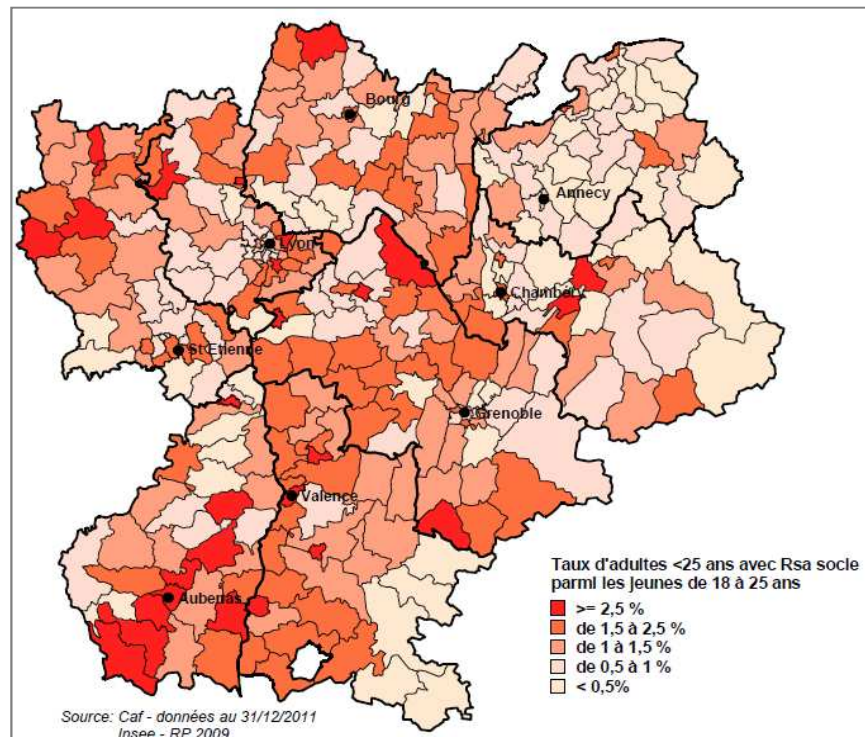 Bourg
Annecy
Lyon
Chambéry
St Etienne
Grenoble
Valence
Aubenas
Taux d'adultes <25 ans avec Rsa socle
parmi les jeunes de 18 à 25 ans
>= 2,5 %
de 1,5 à 2,5 %
de 1 à 1,5 %
de 0,5 à 1 %
< 0,5%
Source: Caf - données au 31/12/2011
Insee - RP 2009